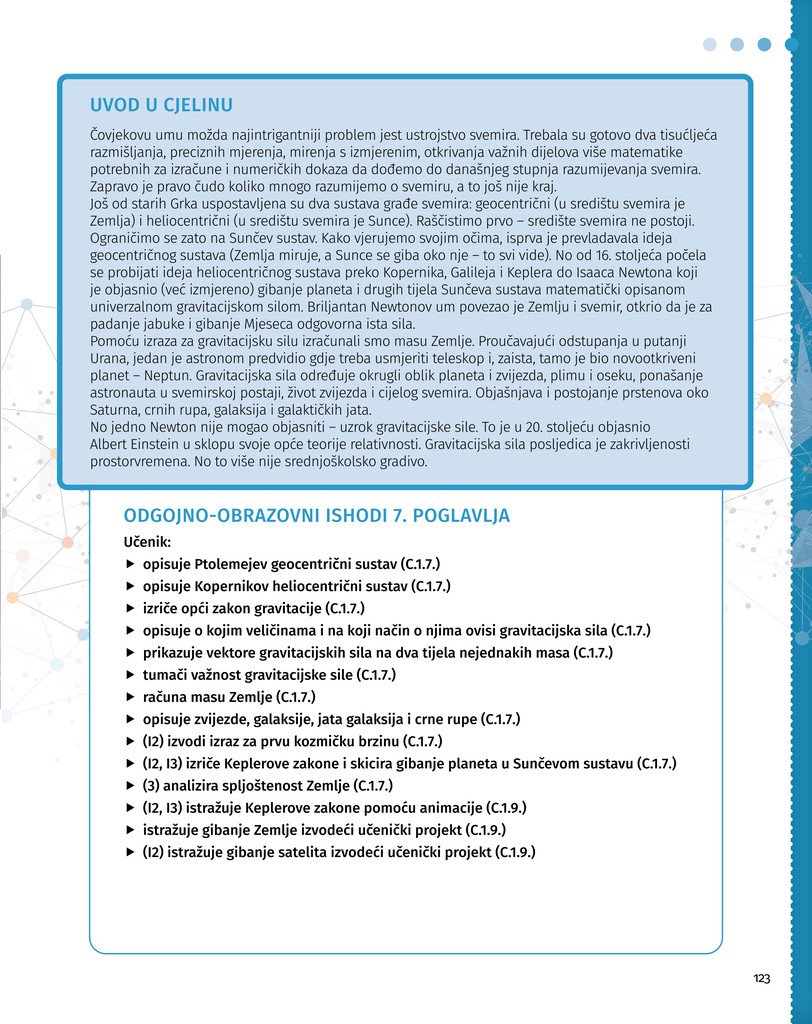 UVOD U CJELINU
Čovjekovu umu možda najintrigantniji problem jest ustrojstvo svemira. Trebala su gotovo dva tisućljeća
razmišljanja, preciznih mjerenja, mirenja s izmjerenim, otkrivanja važnih dijelova više matematike
potrebnih za izračune i numeričkih dokaza da dođemo do današnjeg stupnja razumijevanja svemira.
Zapravo je pravo čudo koliko mnogo razumijemo o svemiru, a to još nije kraj.
Još od starih Grka uspostavljena su dva sustava građe svemira: geocentrični (u središtu svemira je
Zemlja) i heliocentrični (u središtu svemira je Sunce). Raščistimo prvo – središte svemira ne postoji.
Ograničimo se zato na Sunčev sustav. Kako vjerujemo svojim očima, isprva je prevladavala ideja
geocentričnog sustava (Zemlja miruje, a Sunce se giba oko nje – to svi vide). No od 16. stoljeća počela
se probijati ideja heliocentričnog sustava preko Kopernika, Galileja i Keplera do Isaaca Newtona koji
je objasnio (već izmjereno) gibanje planeta i drugih tijela Sunčeva sustava matematički opisanom
univerzalnom gravitacijskom silom. Briljantan Newtonov um povezao je Zemlju i svemir, otkrio da je za
padanje jabuke i gibanje Mjeseca odgovorna ista sila.
Pomoću izraza za gravitacijsku silu izračunali smo masu Zemlje. Proučavajući odstupanja u putanji
Urana, jedan je astronom predvidio gdje treba usmjeriti teleskop i, zaista, tamo je bio novootkriveni
planet – Neptun. Gravitacijska sila određuje okrugli oblik planeta i zvijezda, plimu i oseku, ponašanje
astronauta u svemirskoj postaji, život zvijezda i cijelog svemira. Objašnjava i postojanje prstenova oko
Saturna, crnih rupa, galaksija i galaktičkih jata.
No jedno Newton nije mogao objasniti – uzrok gravitacijske sile. To je u 20. stoljeću objasnio
Albert Einstein u sklopu svoje opće teorije relativnosti. Gravitacijska sila posljedica je zakrivljenosti
prostorvremena. No to više nije srednjoškolsko gradivo.
ODGOJNO-OBRAZOVNI ISHODI 7. POGLAVLJA
Učenik:
▶ opisuje Ptolemejev geocentrični sustav (C.1.7.)
▶ opisuje Kopernikov heliocentrični sustav (C.1.7.)
▶ izriče opći zakon gravitacije (C.1.7.)
▶ opisuje o kojim veličinama i na koji način o njima ovisi gravitacijska sila (C.1.7.)
▶ prikazuje vektore gravitacijskih sila na dva tijela nejednakih masa (C.1.7.)
▶ tumači važnost gravitacijske sile (C.1.7.)
▶ računa masu Zemlje (C.1.7.)
▶ opisuje zvijezde, galaksije, jata galaksija i crne rupe (C.1.7.)
▶ (I2) izvodi izraz za prvu kozmičku brzinu (C.1.7.)
▶ (I2, I3) izriče Keplerove zakone i skicira gibanje planeta u Sunčevom sustavu (C.1.7.)
▶ (3) analizira spljoštenost Zemlje (C.1.7.)
▶ (I2, I3) istražuje Keplerove zakone pomoću animacije (C.1.9.)
▶ istražuje gibanje Zemlje izvodeći učenički projekt (C.1.9.)
▶ (I2) istražuje gibanje satelita izvodeći učenički projekt (C.1.9.)
123